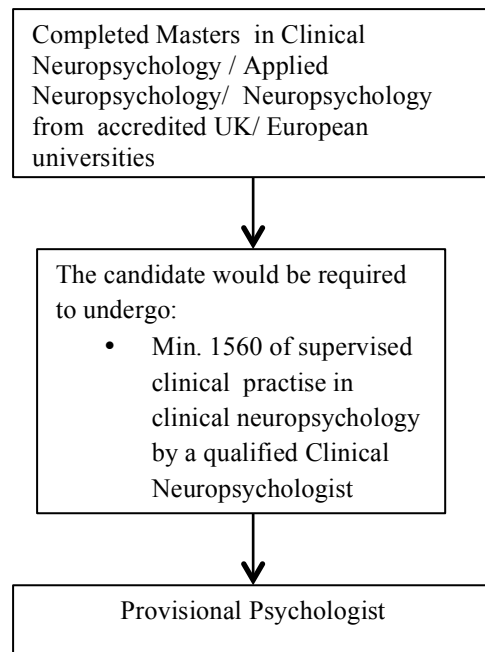 Completed Masters in Clinical
Neuropsychology / Applied
Neuropsychology/ Neuropsychology
from accredited UK/ European
universities
The candidate would be required
to undergo:
• Min. 1560 of supervised
clinical practise in
clinical neuropsychology
by a qualified Clinical
Neuropsychologist
Provisional Psychologist